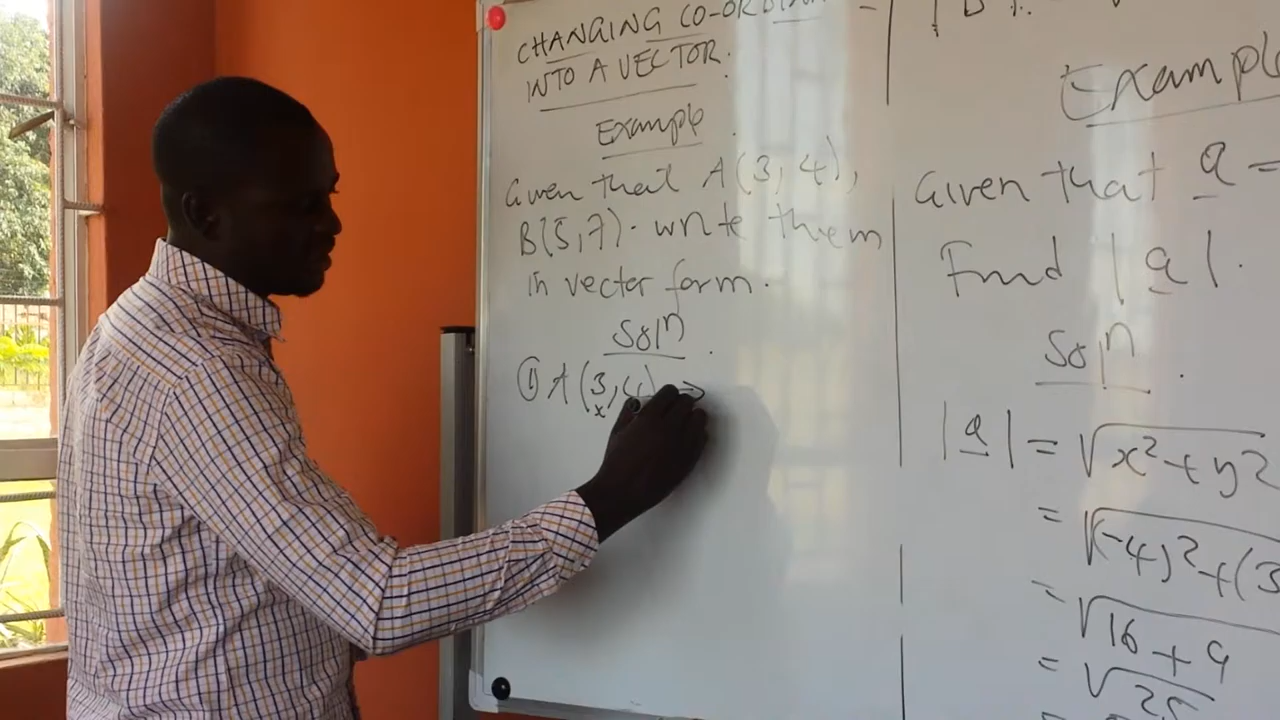 CHANGING CO-ORDINATE
INTO A VECTOR.
Example
Given that A(3,4),
B(5,7). write them
in vector form.
Soln
① A(3,4) →
x
Example
Given that a =
Find |a|.
Soln
|a| = √x²+y²
= √(-4)²+(3
= √16+9
= √25